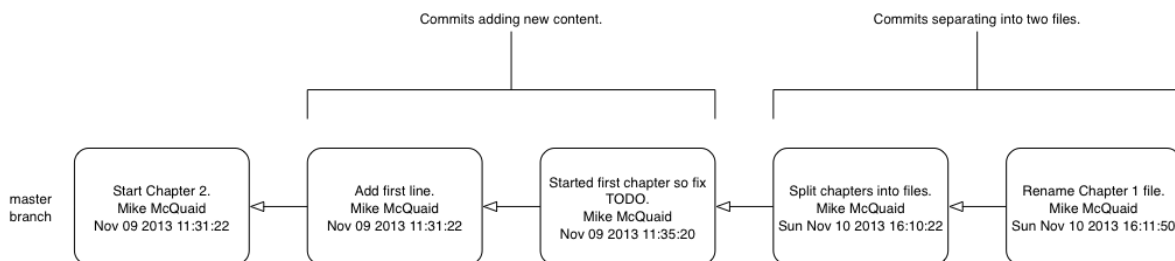 Commits adding new content.
Commits separating into two files.
master
branch
Start Chapter 2.
Mike McQuaid
Nov 09 2013 11:31:22
Add first line.
Mike McQuaid
Nov 09 2013 11:31:22
Started first chapter so fix
TODO.
Mike McQuaid
Nov 09 2013 11:35:20
Split chapters into files.
Mike McQuaid
Sun Nov 10 2013 16:10:22
Rename Chapter 1 file.
Mike McQuaid
Sun Nov 10 2013 16:11:50